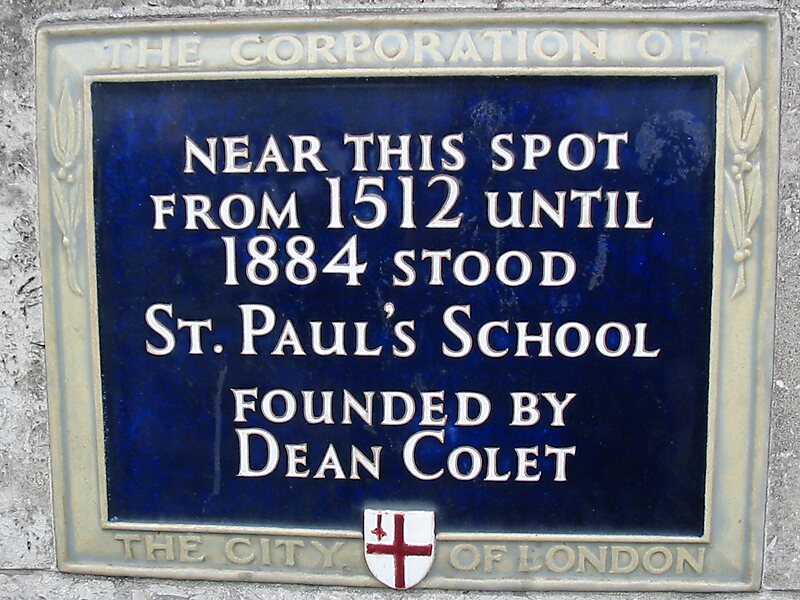 THE CORPORATION OF
NEAR THIS SPOT
FROM 1512 UNTIL
1884 STOOD
ST. PAUL'S SCHOOL
FOUNDED BY
DEAN COLET
THE CITY OF LONDON